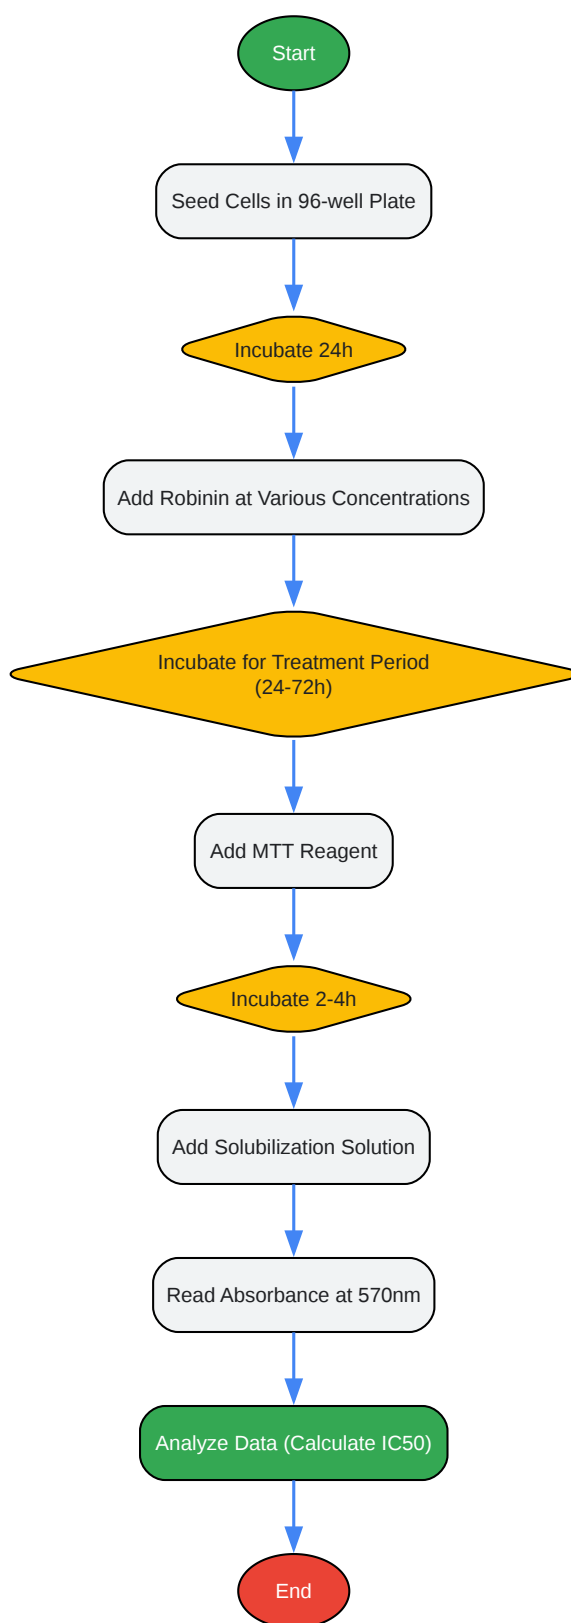 Start
Seed Cells in 96-well Plate
Incubate 24h
Add Robinin at Various Concentrations
Incubate for Treatment Period
(24-72h)
Add MTT Reagent
Incubate 2-4h
Add Solubilization Solution
Read Absorbance at 570nm
Analyze Data (Calculate IC50)
End